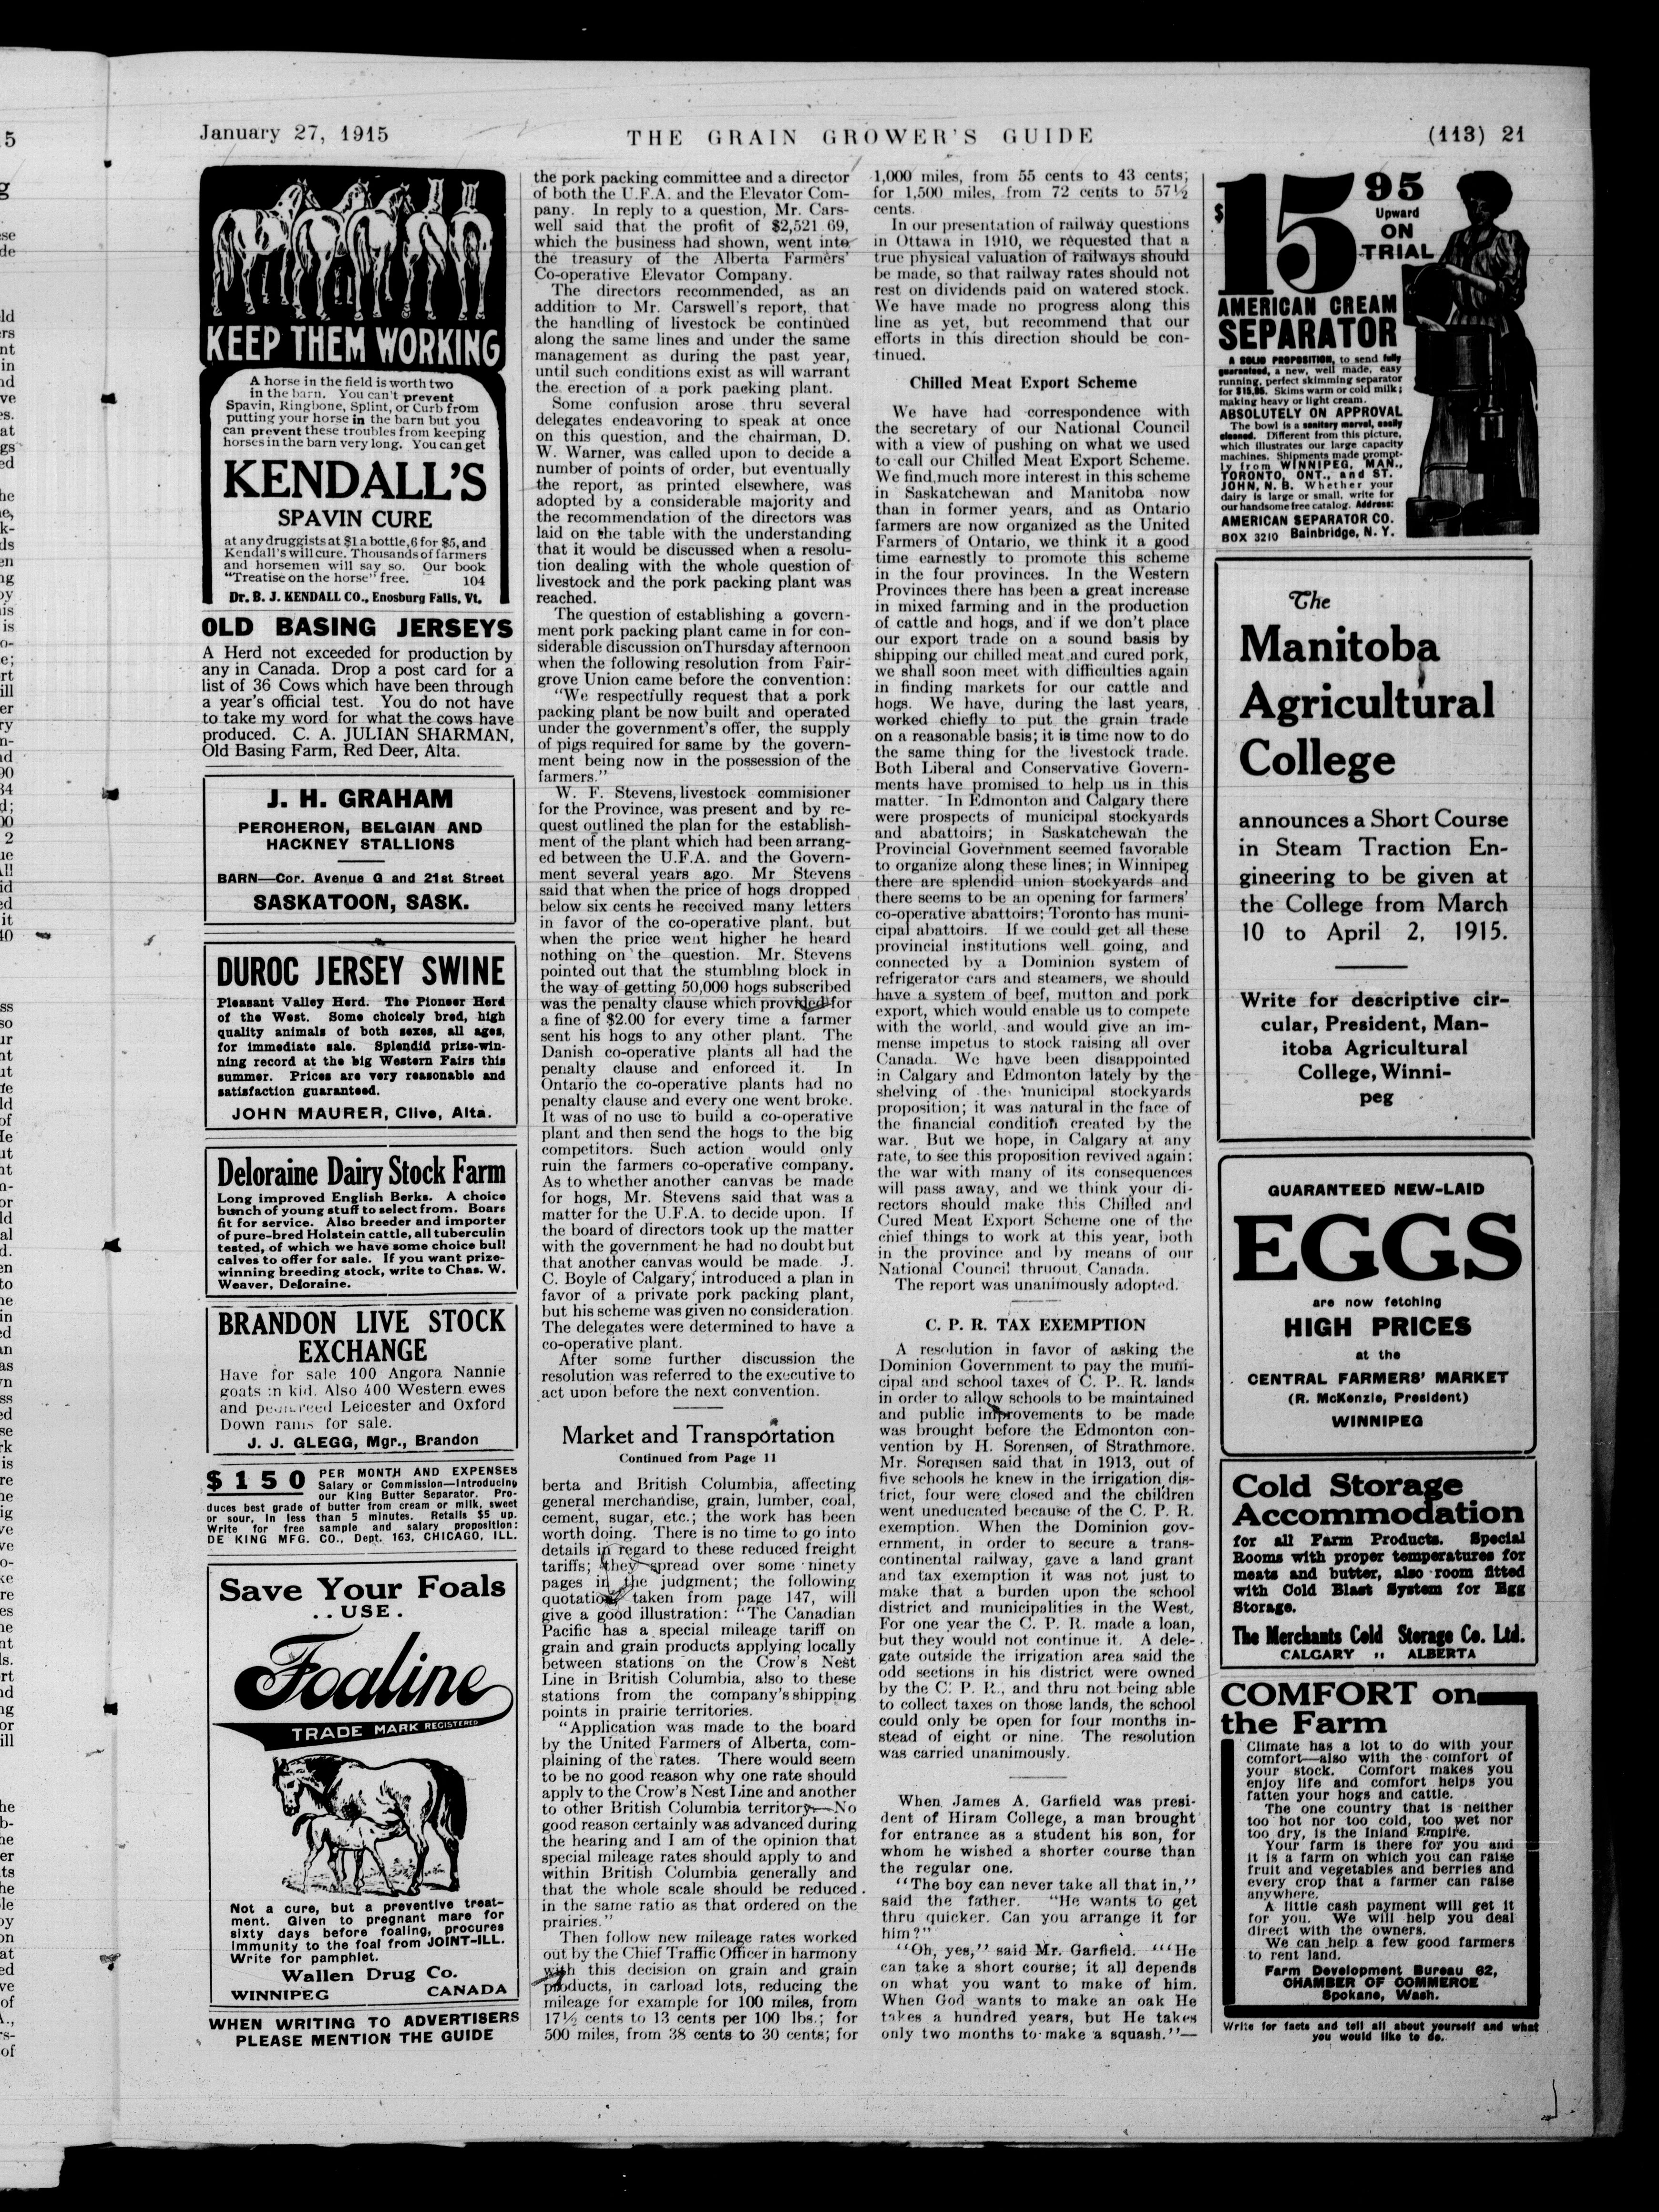 January 27, 1915
THE GRAIN GROWER'S GUIDE
(113) 21
KEEP THEM WORKING
A horse in the field is worth two
in the barn. You can't prevent
Spavin, Ringbone, Splint, or Curb from
putting your horse in the barn but you
can prevent these troubles from keeping
horses in the barn very long. You can get
KENDALL'S
SPAVIN CURE
at any druggists at $1 a bottle, 6 for $5, and
Kendall's will cure. Thousands of farmers
and horsemen will say so. Our book
"Treatise on the horse" free. 104
Dr. B. J. KENDALL CO., Enosburg Falls, Vt.
OLD BASING JERSEYS
A Herd not exceeded for production by
any in Canada. Drop a post card for a
list of 36 Cows which have been through
a year's official test. You do not have
to take my word for what the cows have
produced. C. A. JULIAN SHARMAN,
Old Basing Farm, Red Deer, Alta.
J. H. GRAHAM
PERCHERON, BELGIAN AND
HACKNEY STALLIONS
BARN—Cor. Avenue G and 21st Street
SASKATOON, SASK.
DUROC JERSEY SWINE
Pleasant Valley Herd. The Pioneer Herd
of the West. Some choicely bred, high
quality animals of both sexes, all ages,
for immediate sale. Splendid prize-win-
ning record at the big Western Fairs this
summer. Prices are very reasonable and
satisfaction guaranteed.
JOHN MAURER, Clive, Alta.
Deloraine Dairy Stock Farm
Long improved English Berks. A choice
bunch of young stuff to select from. Boars
fit for service. Also breeder and importer
of pure-bred Holstein cattle, all tuberculin
tested, of which we have some choice bull
calves to offer for sale. If you want prize-
winning breeding stock, write to Chas. W.
Weaver, Deloraine.
BRANDON LIVE STOCK
EXCHANGE
Have for sale 100 Angora Nannie
goats in kid. Also 400 Western ewes
and Leicester and Oxford
Down rams for sale.
J. J. GLEGG, Mgr., Brandon
$150 PER MONTH AND EXPENSES
Salary or Commission—Introducing
our King Butter Separator. Pro-
duces best grade of butter from cream or milk, sweet
or sour, in less than 5 minutes. Retails $5 up.
Write for free sample and salary proposition:
DE KING MFG. CO., Dept. 163, CHICAGO, ILL.
Save Your Foals
.. USE .
Foaline
TRADE MARK REGISTERED
Not a cure, but a preventive treat-
ment. Given to pregnant mare for
sixty days before foaling, procures
immunity to the foal from JOINT-ILL.
Write for pamphlet.
Wallen Drug Co.
WINNIPEG CANADA
WHEN WRITING TO ADVERTISERS
PLEASE MENTION THE GUIDE
the pork packing committee and a director
of both the U.F.A. and the Elevator Com-
pany. In reply to a question, Mr. Cars-
well said that the profit of $2,521.69,
which the business had shown, went into
the treasury of the Alberta Farmers'
Co-operative Elevator Company.
The directors recommended, as an
addition to Mr. Carswell's report, that
the handling of livestock be continued
along the same lines and under the same
management as during the past year,
until such conditions exist as will warrant
the erection of a pork packing plant.
Some confusion arose thru several
delegates endeavoring to speak at once
on this question, and the chairman, D.
W. Warner, was called upon to decide a
number of points of order, but eventually
the report, as printed elsewhere, was
adopted by a considerable majority and
the recommendation of the directors was
laid on the table with the understanding
that it would be discussed when a resolu-
tion dealing with the whole question of
livestock and the pork packing plant was
reached.
The question of establishing a govern-
ment pork packing plant came in for con-
siderable discussion onThursday afternoon
when the following resolution from Fair-
grove Union came before the convention:
"We respectfully request that a pork
packing plant be now built and operated
under the government's offer, the supply
of pigs required for same by the govern-
ment being now in the possession of the
farmers."
W. F. Stevens, livestock commisioner
for the Province, was present and by re-
quest outlined the plan for the establish-
ment of the plant which had been arrang-
ed between the U.F.A. and the Govern-
ment several years ago. Mr Stevens
said that when the price of hogs dropped
below six cents he received many letters
in favor of the co-operative plant, but
when the price went higher he heard
nothing on the question. Mr. Stevens
pointed out that the stumbling block in
the way of getting 50,000 hogs subscribed
was the penalty clause which provided for
a fine of $2.00 for every time a farmer
sent his hogs to any other plant. The
Danish co-operative plants all had the
penalty clause and enforced it. In
Ontario the co-operative plants had no
penalty clause and every one went broke.
It was of no use to build a co-operative
plant and then send the hogs to the big
competitors. Such action would only
ruin the farmers co-operative company.
As to whether another canvas be made
for hogs, Mr. Stevens said that was a
matter for the U.F.A. to decide upon. If
the board of directors took up the matter
with the government he had no doubt but
that another canvas would be made. J.
C. Boyle of Calgary, introduced a plan in
favor of a private pork packing plant,
but his scheme was given no consideration.
The delegates were determined to have a
co-operative plant.
After some further discussion the
resolution was referred to the executive to
act upon before the next convention.
Market and Transportation
Continued from Page 11
berta and British Columbia, affecting
general merchandise, grain, lumber, coal,
cement, sugar, etc.; the work has been
worth doing. There is no time to go into
details in regard to these reduced freight
tariffs; they spread over some ninety
pages in the judgment; the following
quotation, taken from page 147, will
give a good illustration: "The Canadian
Pacific has a special mileage tariff on
grain and grain products applying locally
between stations on the Crow's Nest
Line in British Columbia, also to these
stations from the company's shipping
points in prairie territories.
"Application was made to the board
by the United Farmers of Alberta, com-
plaining of the rates. There would seem
to be no good reason why one rate should
apply to the Crow's Nest Line and another
to other British Columbia territory. No
good reason certainly was advanced during
the hearing and I am of the opinion that
special mileage rates should apply to and
within British Columbia generally and
that the whole scale should be reduced
in the same ratio as that ordered on the
prairies."
Then follow new mileage rates worked
out by the Chief Traffic Officer in harmony
with this decision on grain and grain
products, in carload lots, reducing the
mileage for example for 100 miles, from
17½ cents to 13 cents per 100 lbs.; for
500 miles, from 38 cents to 30 cents; for
1,000 miles, from 55 cents to 43 cents;
for 1,500 miles, from 72 cents to 57½
cents.
In our presentation of railway questions
in Ottawa in 1910, we requested that a
true physical valuation of railways should
be made, so that railway rates should not
rest on dividends paid on watered stock.
We have made no progress along this
line as yet, but recommend that our
efforts in this direction should be con-
tinued.
Chilled Meat Export Scheme
We have had correspondence with
the secretary of our National Council
with a view of pushing on what we used
to call our Chilled Meat Export Scheme.
We find much more interest in this scheme
in Saskatchewan and Manitoba now
than in former years, and as Ontario
farmers are now organized as the United
Farmers of Ontario, we think it a good
time earnestly to promote this scheme
in the four provinces. In the Western
Provinces there has been a great increase
in mixed farming and in the production
of cattle and hogs, and if we don't place
our export trade on a sound basis by
shipping our chilled meat and cured pork,
we shall soon meet with difficulties again
in finding markets for our cattle and
hogs. We have, during the last years,
worked chiefly to put the grain trade
on a reasonable basis; it is time now to do
the same thing for the livestock trade.
Both Liberal and Conservative Govern-
ments have promised to help us in this
matter. In Edmonton and Calgary there
were prospects of municipal stockyards
and abattoirs; in Saskatchewan the
Provincial Government seemed favorable
to organize along these lines; in Winnipeg
there are splendid union stockyards and
there seems to be an opening for farmers'
co-operative abattoirs; Toronto has muni-
cipal abattoirs. If we could get all these
provincial institutions well going, and
connected by a Dominion system of
refrigerator cars and steamers, we should
have a system of beef, mutton and pork
export, which would enable us to compete
with the world, and would give an im-
mense impetus to stock raising all over
Canada. We have been disappointed
in Calgary and Edmonton lately by the
shelving of the municipal stockyards
proposition; it was natural in the face of
the financial condition created by the
war. But we hope, in Calgary at any
rate, to see this proposition revived again;
the war with many of its consequences
will pass away, and we think your di-
rectors should make this Chilled and
Cured Meat Export Scheme one of the
chief things to work at this year, both
in the province and by means of our
National Council thruout Canada.
The report was unanimously adopted.
C. P. R. TAX EXEMPTION
A resolution in favor of asking the
Dominion Government to pay the muni-
cipal and school taxes of C. P. R. lands
in order to allow schools to be maintained
and public improvements to be made
was brought before the Edmonton con-
vention by H. Sorensen, of Strathmore.
Mr. Sorensen said that in 1913, out of
five schools he knew in the irrigation dis-
trict, four were closed and the children
went uneducated because of the C. P. R.
exemption. When the Dominion gov-
ernment, in order to secure a trans-
continental railway, gave a land grant
and tax exemption it was not just to
make that a burden upon the school
district and municipalities in the West.
For one year the C. P. R. made a loan,
but they would not continue it. A dele-
gate outside the irrigation area said the
odd sections in his district were owned
by the C. P. R., and thru not being able
to collect taxes on those lands, the school
could only be open for four months in-
stead of eight or nine. The resolution
was carried unanimously.
When James A. Garfield was presi-
dent of Hiram College, a man brought
for entrance as a student his son, for
whom he wished a shorter course than
the regular one.
"The boy can never take all that in,"
said the father. "He wants to get
thru quicker. Can you arrange it for
him?"
"Oh, yes," said Mr. Garfield. "'He
can take a short course; it all depends
on what you want to make of him.
When God wants to make an oak He
takes a hundred years, but He takes
only two months to make a squash."—
$15.95
Upward
ON
TRIAL
AMERICAN CREAM
SEPARATOR
A SOLID PROPOSITION, to send fully
guaranteed, a new, well made, easy
running, perfect skimming separator
for $15.95. Skims warm or cold milk;
making heavy or light cream.
ABSOLUTELY ON APPROVAL
The bowl is a sanitary marvel, easily
cleaned. Different from this picture,
which illustrates our large capacity
machines. Shipments made prompt-
ly from WINNIPEG, MAN.,
TORONTO, ONT., and ST.
JOHN, N. B. Whether your
dairy is large or small, write for
our handsome free catalog. Address:
AMERICAN SEPARATOR CO.
BOX 3210 Bainbridge, N. Y.
The
Manitoba
Agricultural
College
announces a Short Course
in Steam Traction En-
gineering to be given at
the College from March
10 to April 2, 1915.
Write for descriptive cir-
cular, President, Man-
itoba Agricultural
College, Winni-
peg
GUARANTEED NEW-LAID
EGGS
are now fetching
HIGH PRICES
at the
CENTRAL FARMERS' MARKET
(R. McKenzie, President)
WINNIPEG
Cold Storage
Accommodation
for all Farm Products. Special
Rooms with proper temperatures for
meats and butter, also room fitted
with Cold Blast System for Egg
Storage.
The Merchants Cold Storage Co. Ltd.
CALGARY ,, ALBERTA
COMFORT on
the Farm
Climate has a lot to do with your
comfort—also with the comfort of
your stock. Comfort makes you
enjoy life and comfort helps you
fatten your hogs and cattle.
The one country that is neither
too hot nor too cold, too wet nor
too dry, is the Inland Empire.
Your farm is there for you and
it is a farm on which you can raise
fruit and vegetables and berries and
every crop that a farmer can raise
anywhere.
A little cash payment will get it
for you. We will help you deal
direct with the owners.
We can help a few good farmers
to rent land.
Farm Development Bureau 62,
CHAMBER OF COMMERCE
Spokane, Wash.
Write for facts and tell all about yourself and what
you would like to do.